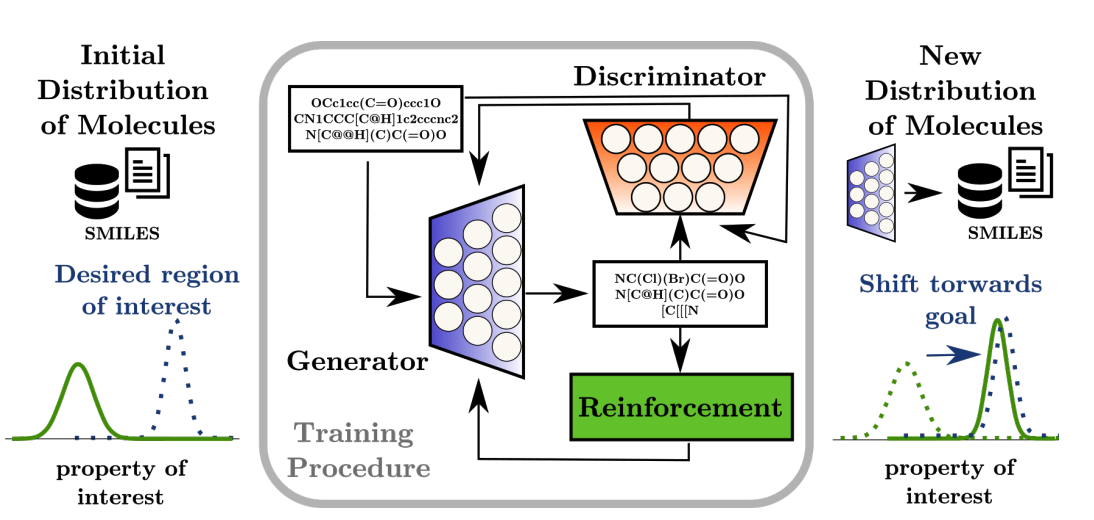 Initial
Distribution
of Molecules
SMILES
Desired region
of interest
property of
interest
OCc1cc(C=O)ccc1O
CN1CCC[C@H]1c2cccnc2
N[C@@H](C)C(=O)O
Discriminator
Generator
NC(Cl)(Br)C(=O)O
N[C@H](C)C(=O)O
[C[[[N
Reinforcement
Training
Procedure
New
Distribution
of Molecules
SMILES
Shift torwards
goal
property of
interest